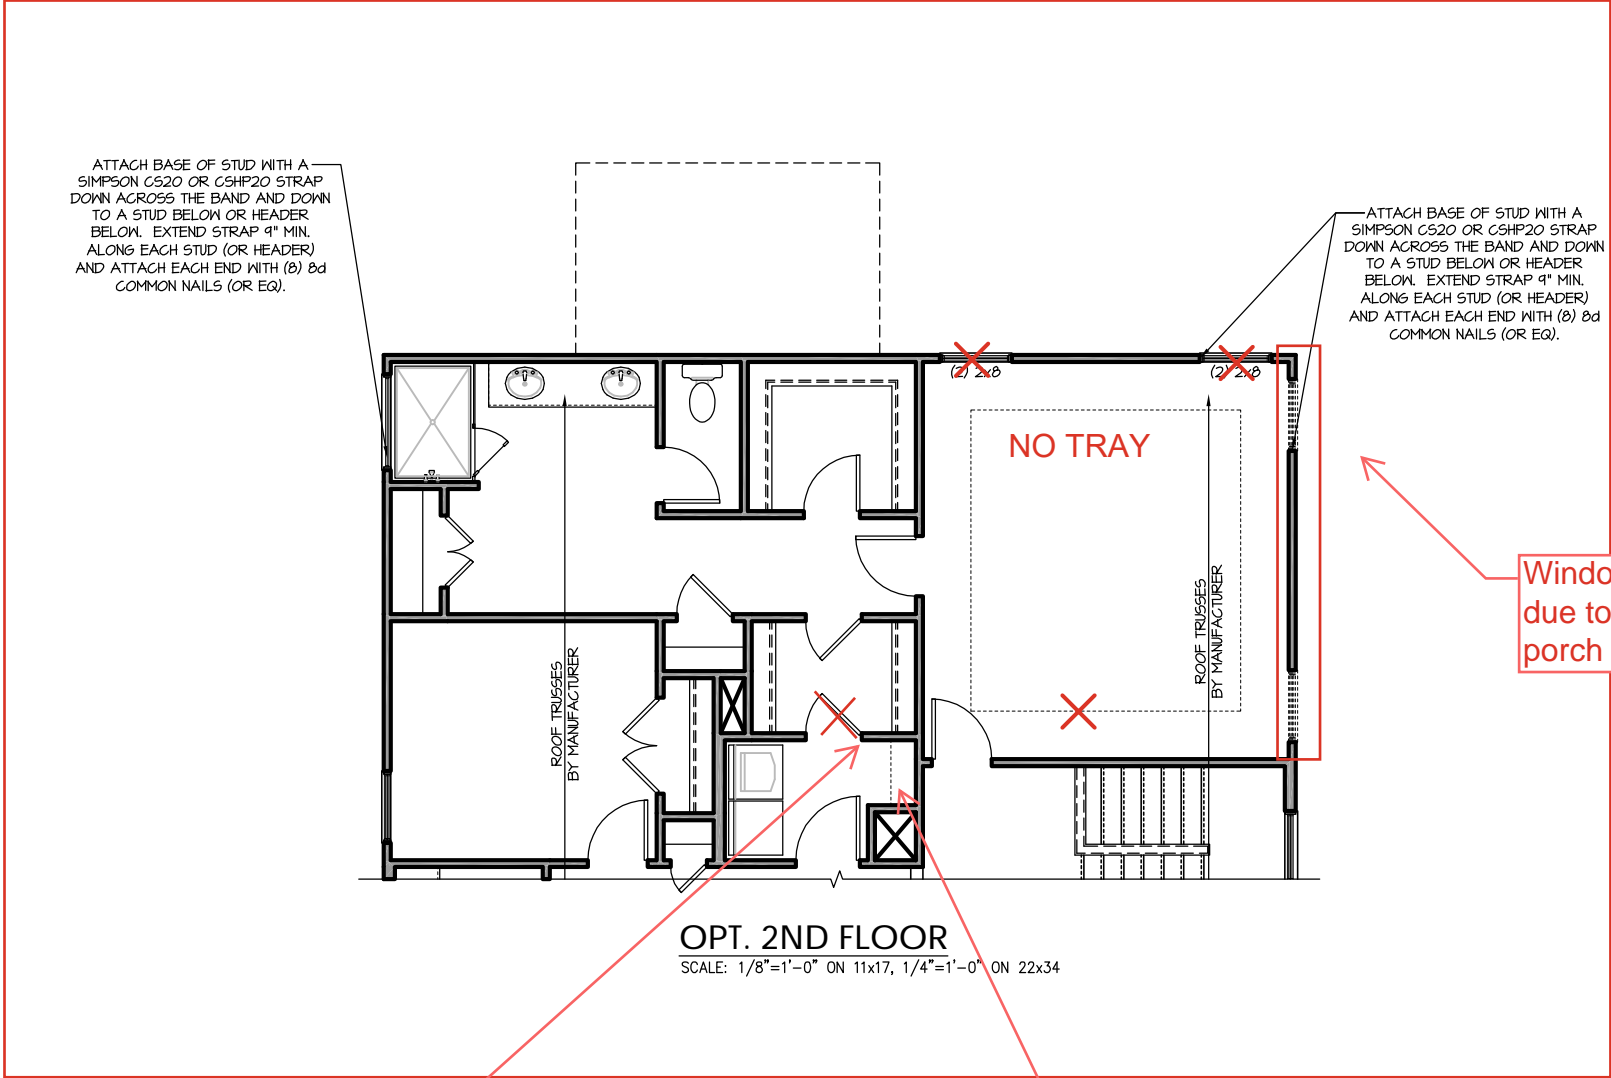 ATTACH BASE OF STUD WITH A
SIMPSON CS20 OR CSHP20 STRAP
DOWN ACROSS THE BAND AND DOWN
TO A STUD BELOW OR HEADER
BELOW. EXTEND STRAP 9" MIN.
ALONG EACH STUD (OR HEADER)
AND ATTACH EACH END WITH (8) 8d
COMMON NAILS (OR EQ).
ATTACH BASE OF STUD WITH A
SIMPSON CS20 OR CSHP20 STRAP
DOWN ACROSS THE BAND AND DOWN
TO A STUD BELOW OR HEADER
BELOW. EXTEND STRAP 9" MIN.
ALONG EACH STUD (OR HEADER)
AND ATTACH EACH END WITH (8) 8d
COMMON NAILS (OR EQ).
(2) 2x8
(2) 2x8
NO TRAY
ROOF TRUSSES
BY MANUFACTURER
ROOF TRUSSES
BY MANUFACTURER
due to
porch
OPT. 2ND FLOOR
SCALE: 1/8"=1'-0" ON 11x17, 1/4"=1'-0" ON 22x34